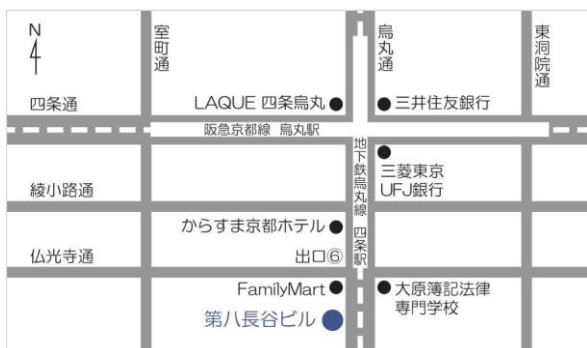 N
室町通
烏丸通
東洞院通
四条通
LAQUE 四条烏丸
三井住友銀行
阪急京都線 烏丸駅
地下鉄烏丸線 四条駅
三菱東京
UFJ銀行
綾小路通
からすま京都ホテル
仏光寺通
出口⑥
FamilyMart
大原簿記法律
専門学校
第八長谷ビル